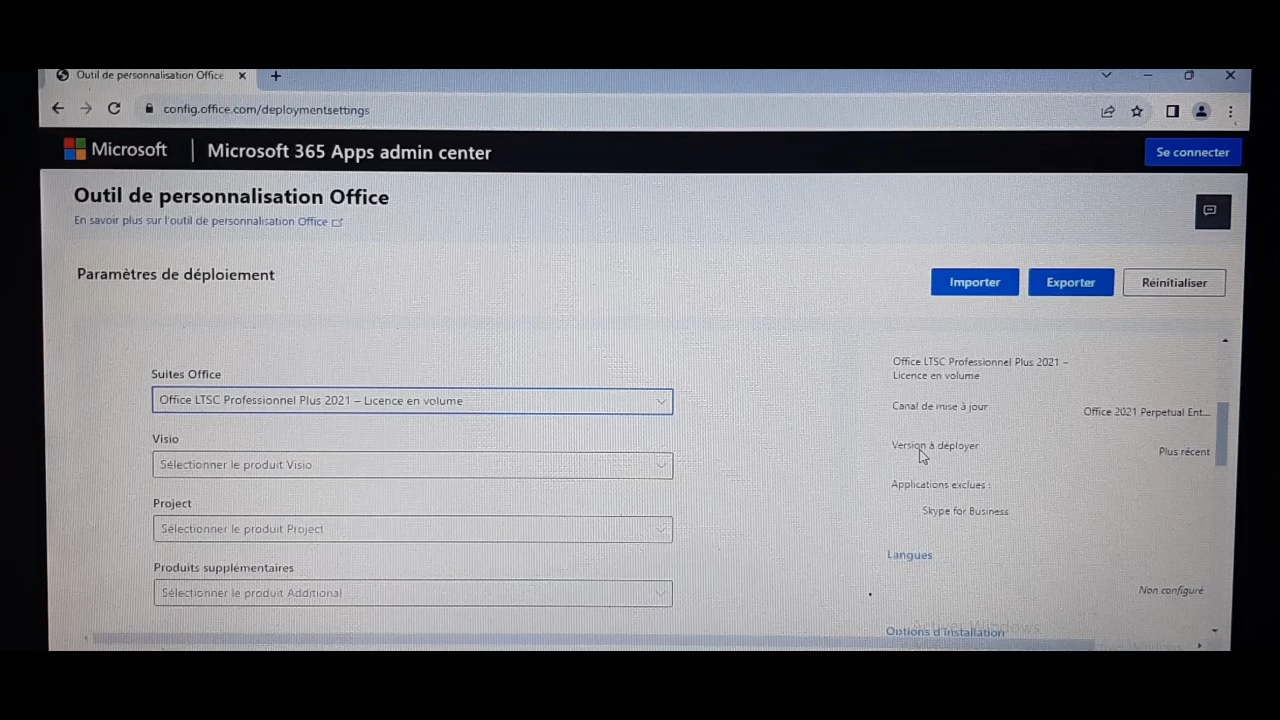 Outil de personnalisation Office
config.office.com/deploymentsettings
Microsoft
Microsoft 365 Apps admin center
Se connecter
Outil de personnalisation Office
En savoir plus sur l'outil de personnalisation Office
Paramètres de déploiement
Importer
Exporter
Réinitialiser
Suites Office
Office LTSC Professionnel Plus 2021 – Licence en volume
Visio
Sélectionner le produit Visio
Project
Sélectionner le produit Project
Produits supplémentaires
Sélectionner le produit Additional
Office LTSC Professionnel Plus 2021 –
Licence en volume
Canal de mise à jour
Office 2021 Perpetual Ent...
Version à déployer
Plus récent
Applications exclues :
Skype for Business
Langues
Non configuré
Options d'installation
Activer Windows